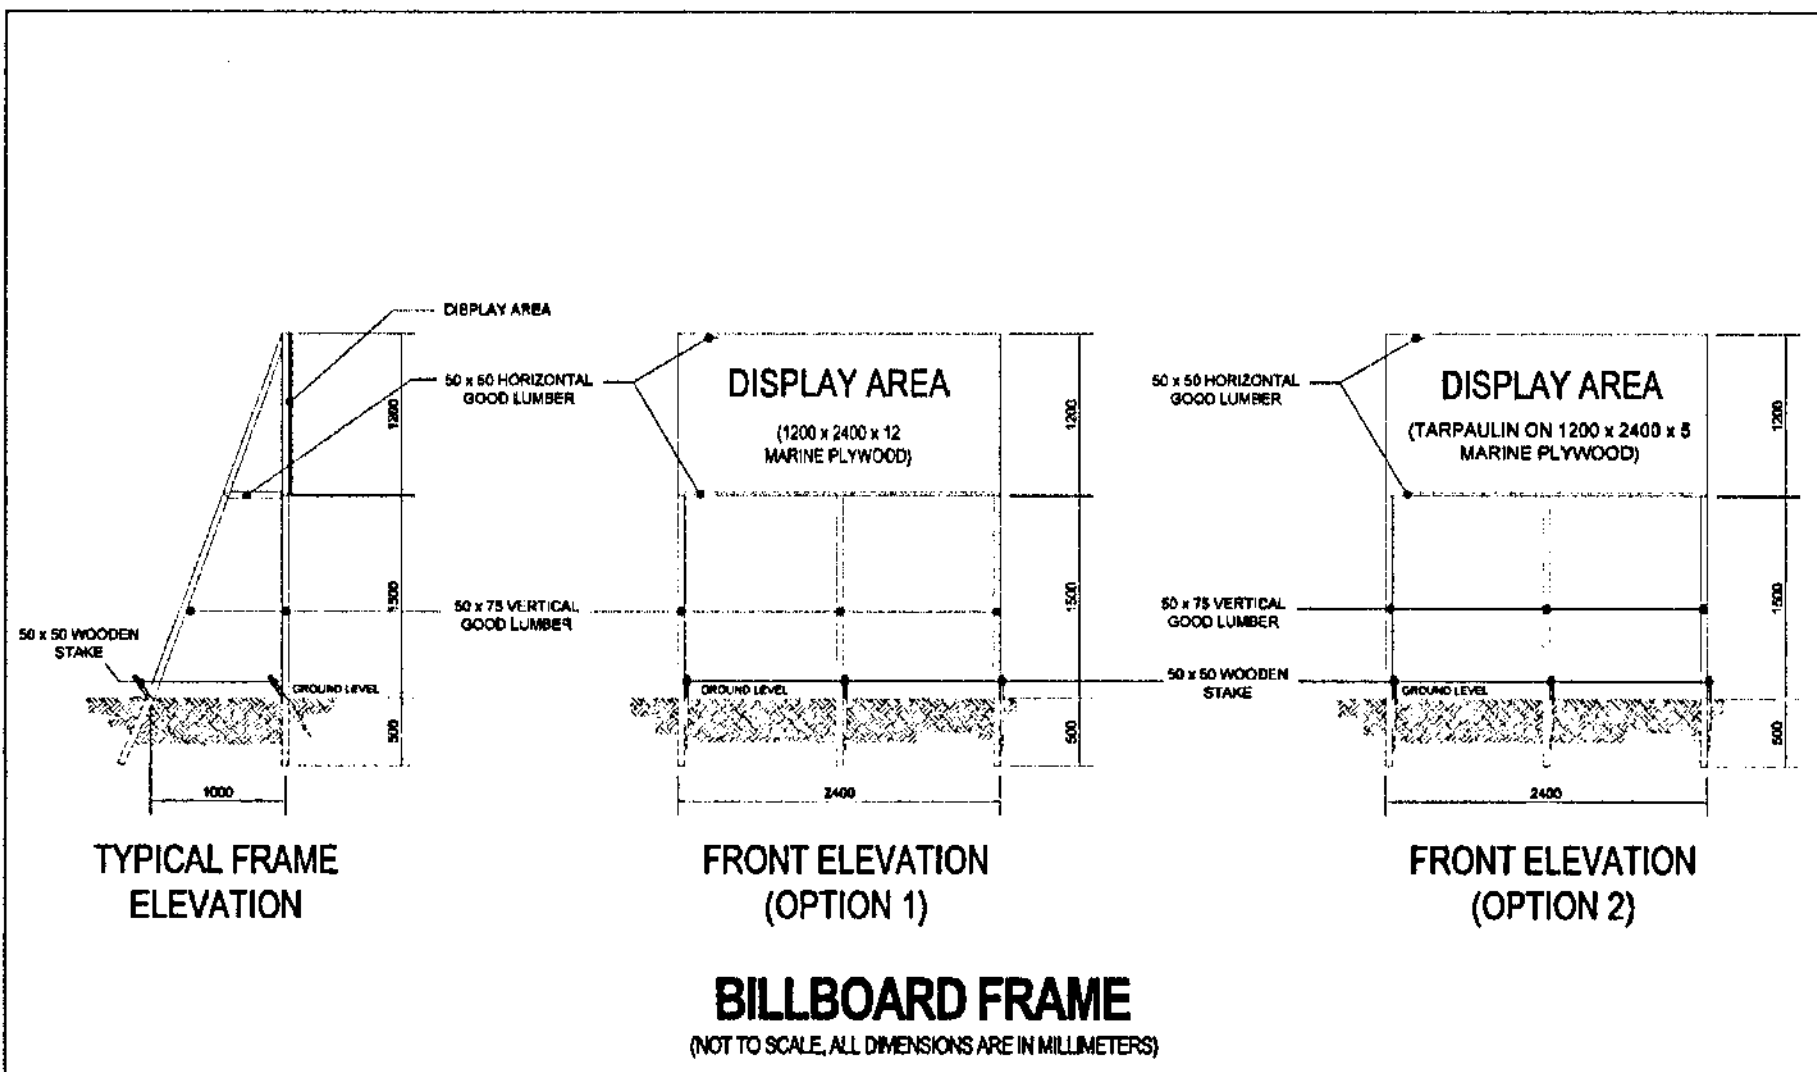 DISPLAY AREA
50 x 50 HORIZONTAL
GOOD LUMBER
1200
1500
50 x 75 VERTICAL
GOOD LUMBER
50 x 50 WOODEN
STAKE
GROUND LEVEL
500
1000
TYPICAL FRAME
ELEVATION
DISPLAY AREA
(1200 x 2400 x 12
MARINE PLYWOOD)
1200
1500
GROUND LEVEL
500
2400
50 x 50 WOODEN
STAKE
FRONT ELEVATION
(OPTION 1)
50 x 50 HORIZONTAL
GOOD LUMBER
DISPLAY AREA
(TARPAULIN ON 1200 x 2400 x 5
MARINE PLYWOOD)
1200
50 x 75 VERTICAL
GOOD LUMBER
1500
GROUND LEVEL
500
2400
FRONT ELEVATION
(OPTION 2)
BILLBOARD FRAME
(NOT TO SCALE, ALL DIMENSIONS ARE IN MILLIMETERS)